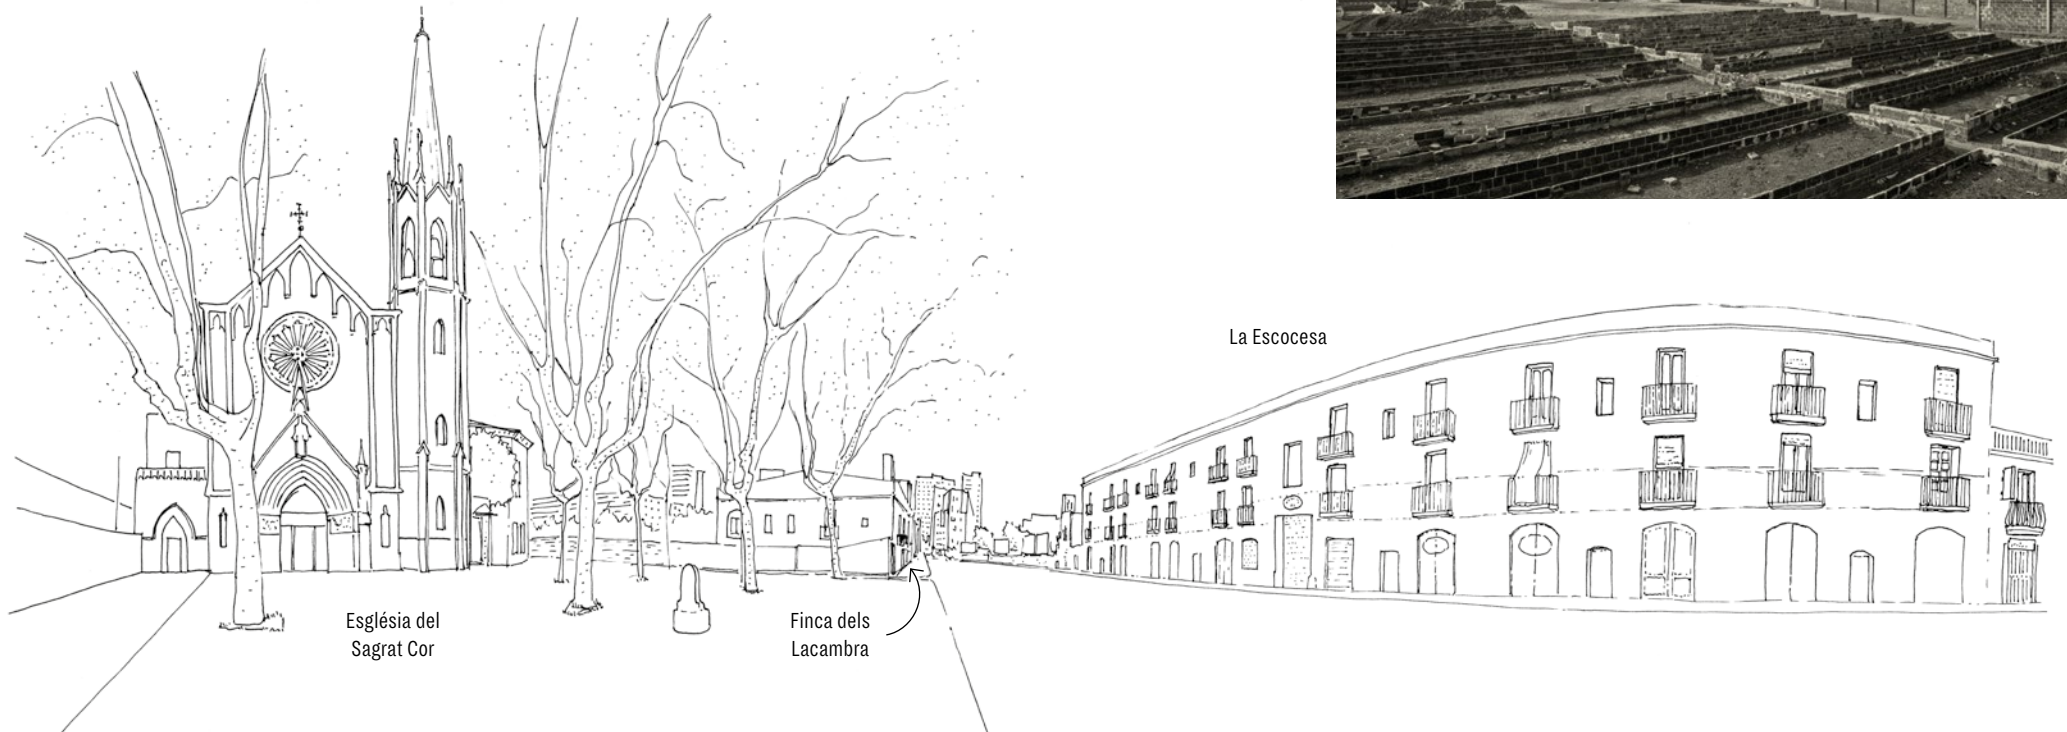 La Escocesa
Església del
Sagrat Cor
Finca dels
Lacambra